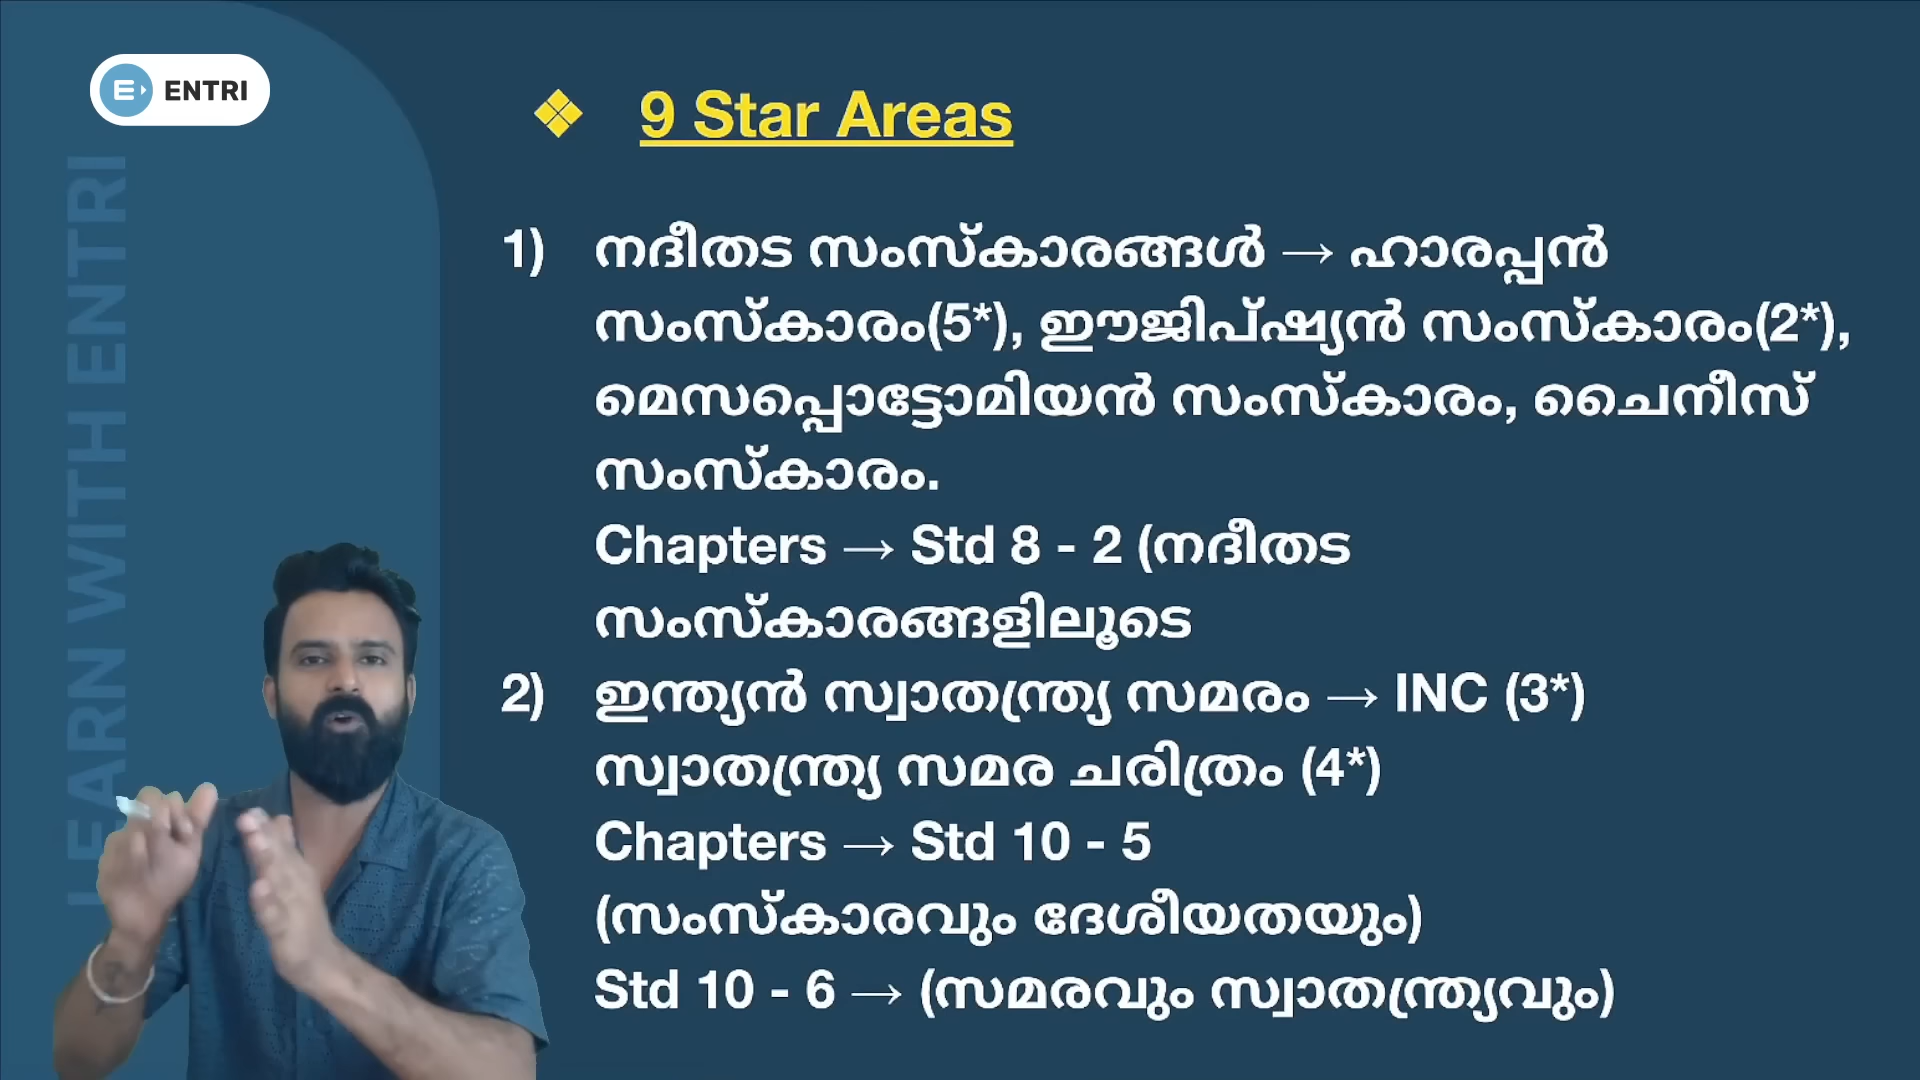 ENTRI
LEARN WITH ENTRI
❖ 9 Star Areas
1) നദീതട സംസ്കാരങ്ങൾ → ഹാരപ്പൻ
സംസ്കാരം(5*), ഈജിപ്ഷ്യൻ സംസ്കാരം(2*),
മെസപ്പൊട്ടോമിയൻ സംസ്കാരം, ചൈനീസ്
സംസ്കാരം.
Chapters → Std 8 - 2 (നദീതട
സംസ്കാരങ്ങളിലൂടെ
2) ഇന്ത്യൻ സ്വാതന്ത്ര്യ സമരം → INC (3*)
സ്വാതന്ത്ര്യ സമര ചരിത്രം (4*)
Chapters → Std 10 - 5
(സംസ്കാരവും ദേശീയതയും)
Std 10 - 6 → (സമരവും സ്വാതന്ത്ര്യവും)